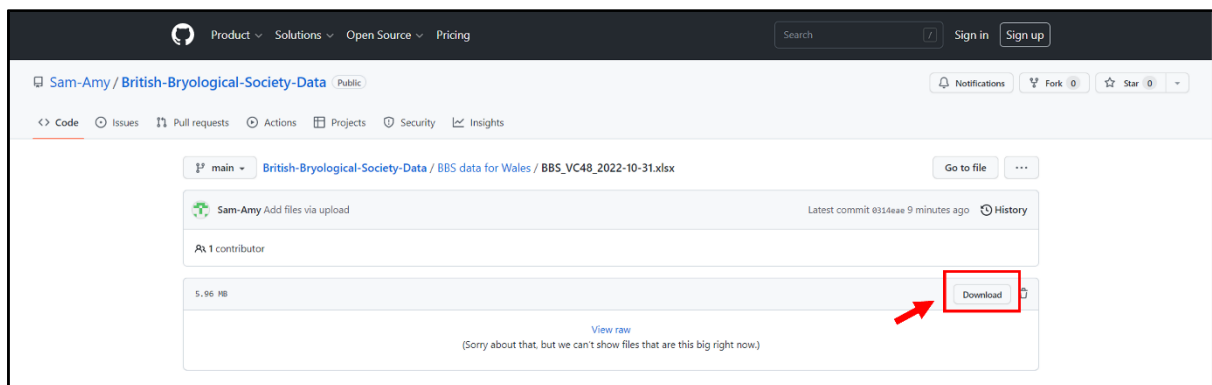 Product Solutions Open Source Pricing Search / Sign in Sign up
Sam-Amy / British-Bryological-Society-Data Public Notifications Fork 0 Star 0
<> Code Issues Pull requests Actions Projects Security Insights
main British-Bryological-Society-Data / BBS data for Wales / BBS_VC48_2022-10-31.xlsx Go to file ...
Sam-Amy Add files via upload Latest commit 0314eae 9 minutes ago History
1 contributor
5.96 MB Download
View raw
(Sorry about that, but we can't show files that are this big right now.)